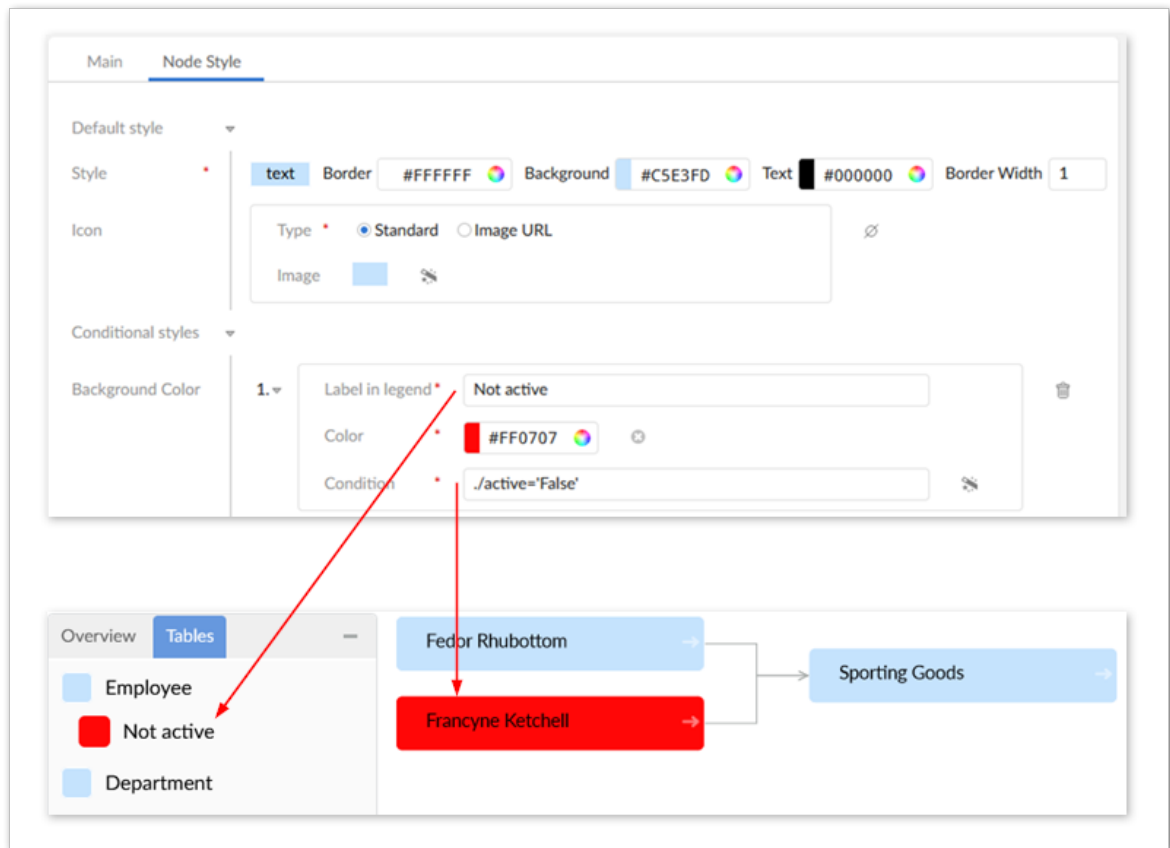 Main Node Style
Default style
Style * text Border #FFFFFF Background #C5E3FD Text #000000 Border Width 1
Icon Type * Standard Image URL
Image
Conditional styles
Background Color 1. Label in legend * Not active
Color * #FF0707
Condition * ./active='False'
Overview Tables
Fedor Rhubottom
Employee
Sporting Goods
Not active
Francyne Ketchell
Department